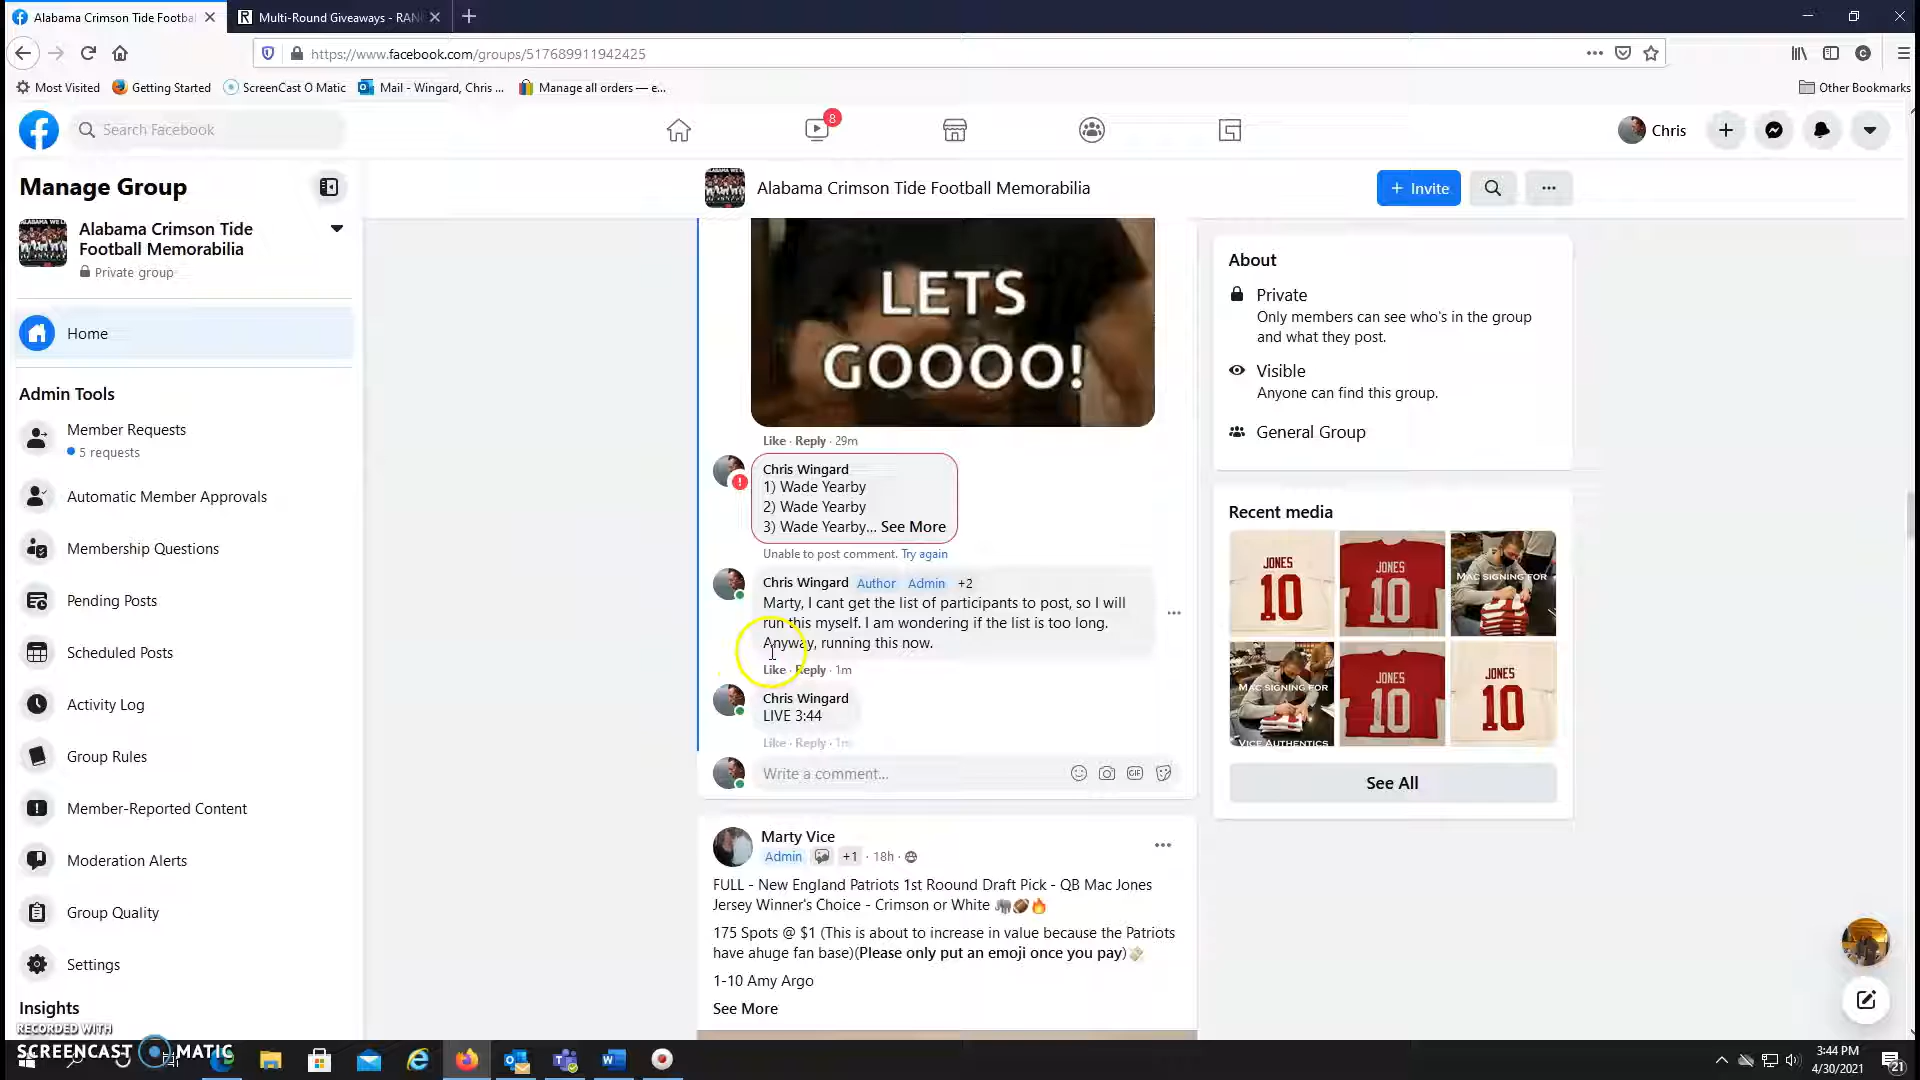 Alabama Crimson Tide Footba
Multi-Round Giveaways - RAN
https://www.facebook.com/groups/517689911942425
Most Visited
Getting Started
ScreenCast O Matic
Mail - Wingard, Chris ...
Manage all orders — e...
Other Bookmarks
Search Facebook
8
Chris
Manage Group
Alabama Crimson Tide
Football Memorabilia
Private group
Home
Admin Tools
Member Requests
5 requests
Automatic Member Approvals
Membership Questions
Pending Posts
Scheduled Posts
Activity Log
Group Rules
Member-Reported Content
Moderation Alerts
Group Quality
Settings
Insights
RECORDED WITH
SCREENCAST MATIC
Alabama Crimson Tide Football Memorabilia
+ Invite
LETS
GOOOO!
Like · Reply · 29m
Chris Wingard
1) Wade Yearby
2) Wade Yearby
3) Wade Yearby... See More
Unable to post comment. Try again
Chris Wingard Author Admin +2
Marty, I cant get the list of participants to post, so I will
run this myself. I am wondering if the list is too long.
Anyway, running this now.
Like · Reply · 1m
Chris Wingard
LIVE 3:44
Like · Reply · 1m
Write a comment...
GIF
Marty Vice
Admin +1 · 18h ·
FULL - New England Patriots 1st Roound Draft Pick - QB Mac Jones
Jersey Winner's Choice - Crimson or White 🐘🏈🔥
175 Spots @ $1 (This is about to increase in value because the Patriots
have ahuge fan base)(Please only put an emoji once you pay)💸
1-10 Amy Argo
See More
About
Private
Only members can see who's in the group
and what they post.
Visible
Anyone can find this group.
General Group
Recent media
JONES
10
JONES
10
MAC SIGNING FOR
MAC SIGNING FOR
VICE AUTHENTICS
JONES
10
JONES
10
See All
3:44 PM
4/30/2021
21